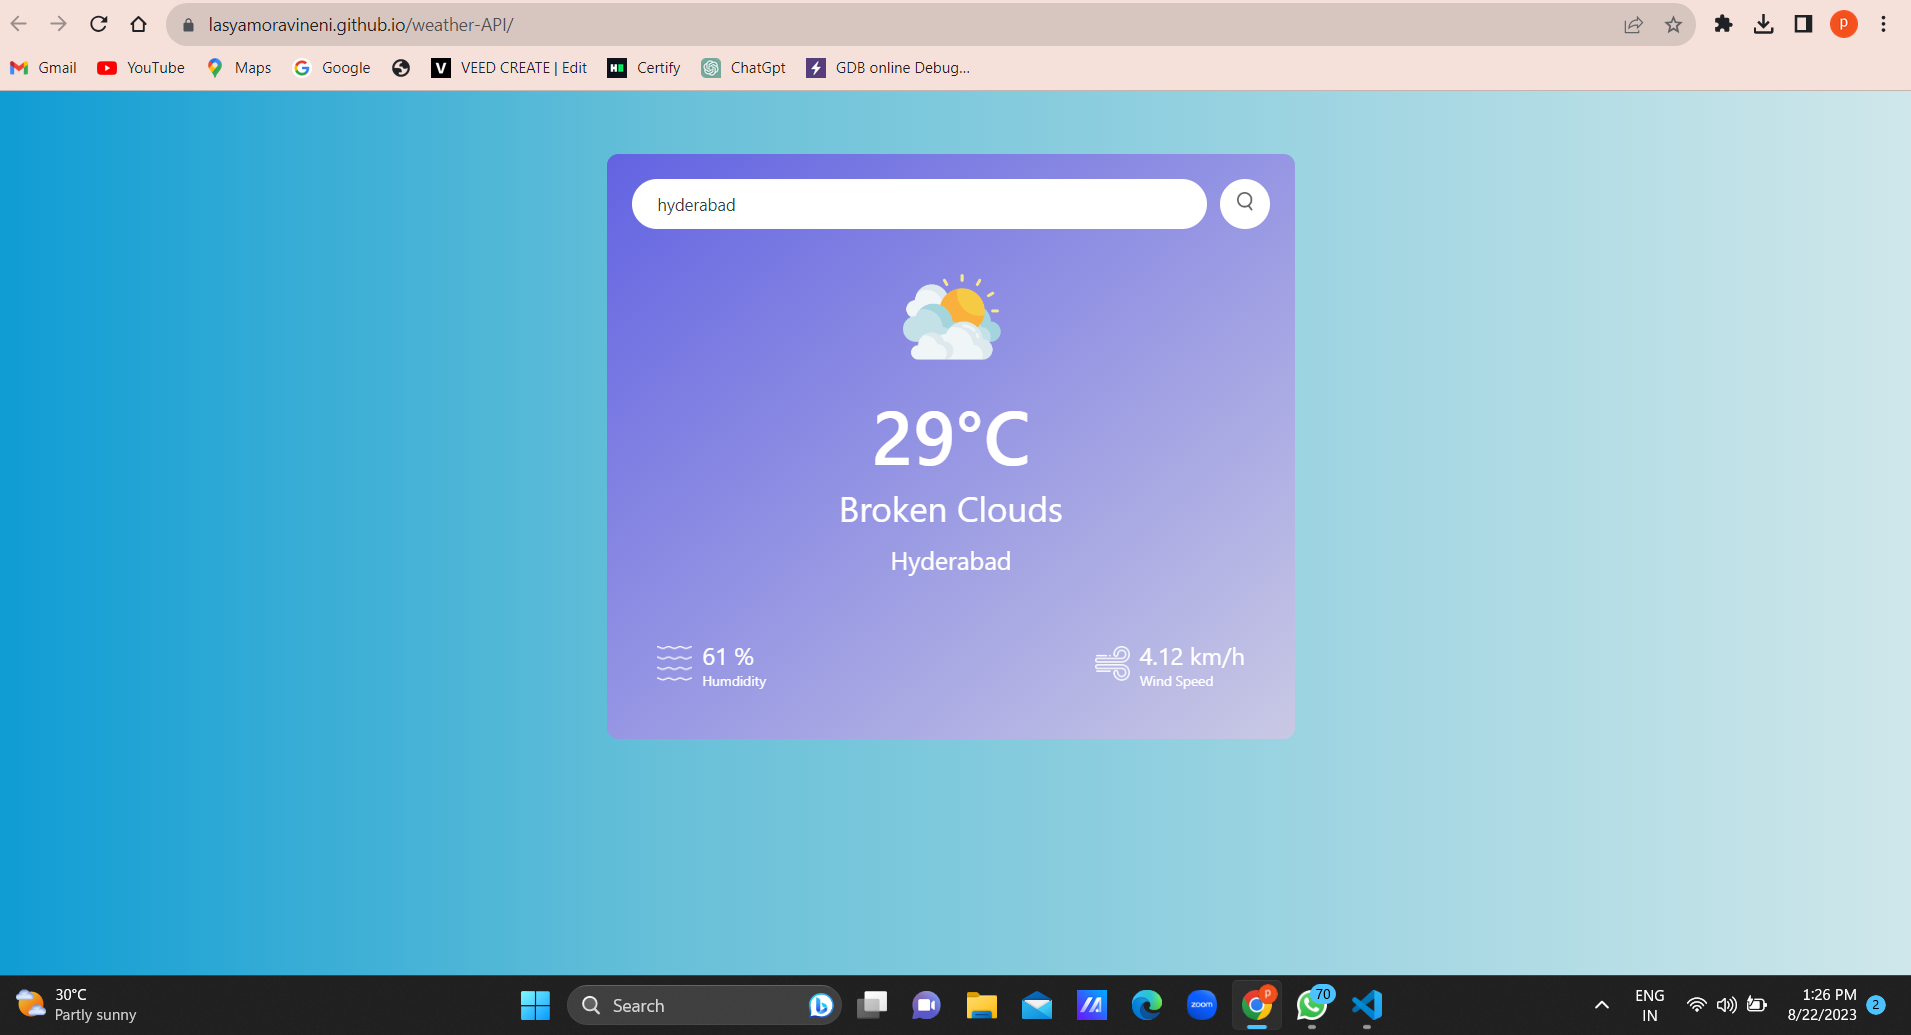 lasyamoravineni.github.io/weather-API/
P
Gmail YouTube Maps Google V VEED CREATE | Edit H Certify ChatGpt GDB online Debug...
hyderabad
29°C
Broken Clouds
Hyderabad
61 % 4.12 km/h
Humdidity Wind Speed
30°C
Partly sunny
Search
zoom
P
70
ENG
IN
1:26 PM
8/22/2023
2